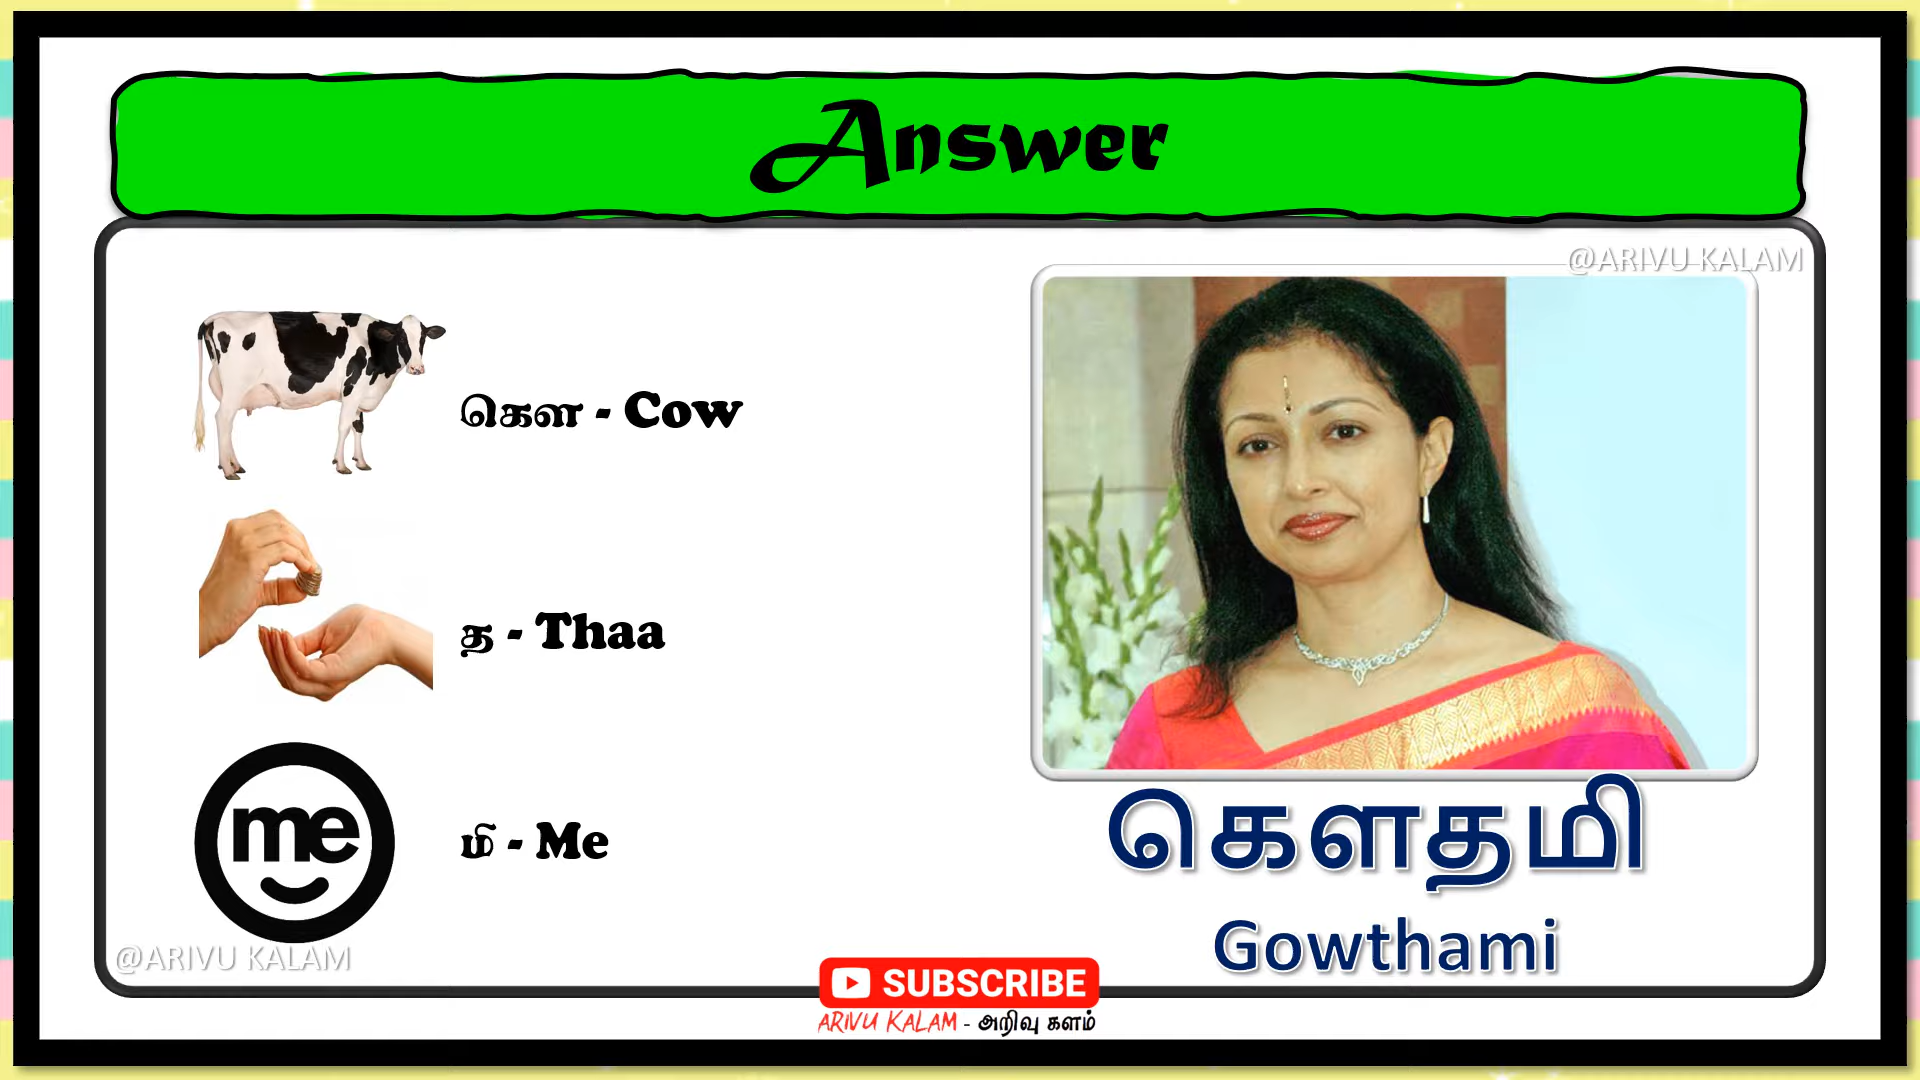 Answer
@ARIVU KALAM
கௌ - Cow
த - Thaa
me
மி - Me
கௌதமி
Gowthami
@ARIVU KALAM
SUBSCRIBE
ARIVU KALAM - அறிவு களம்